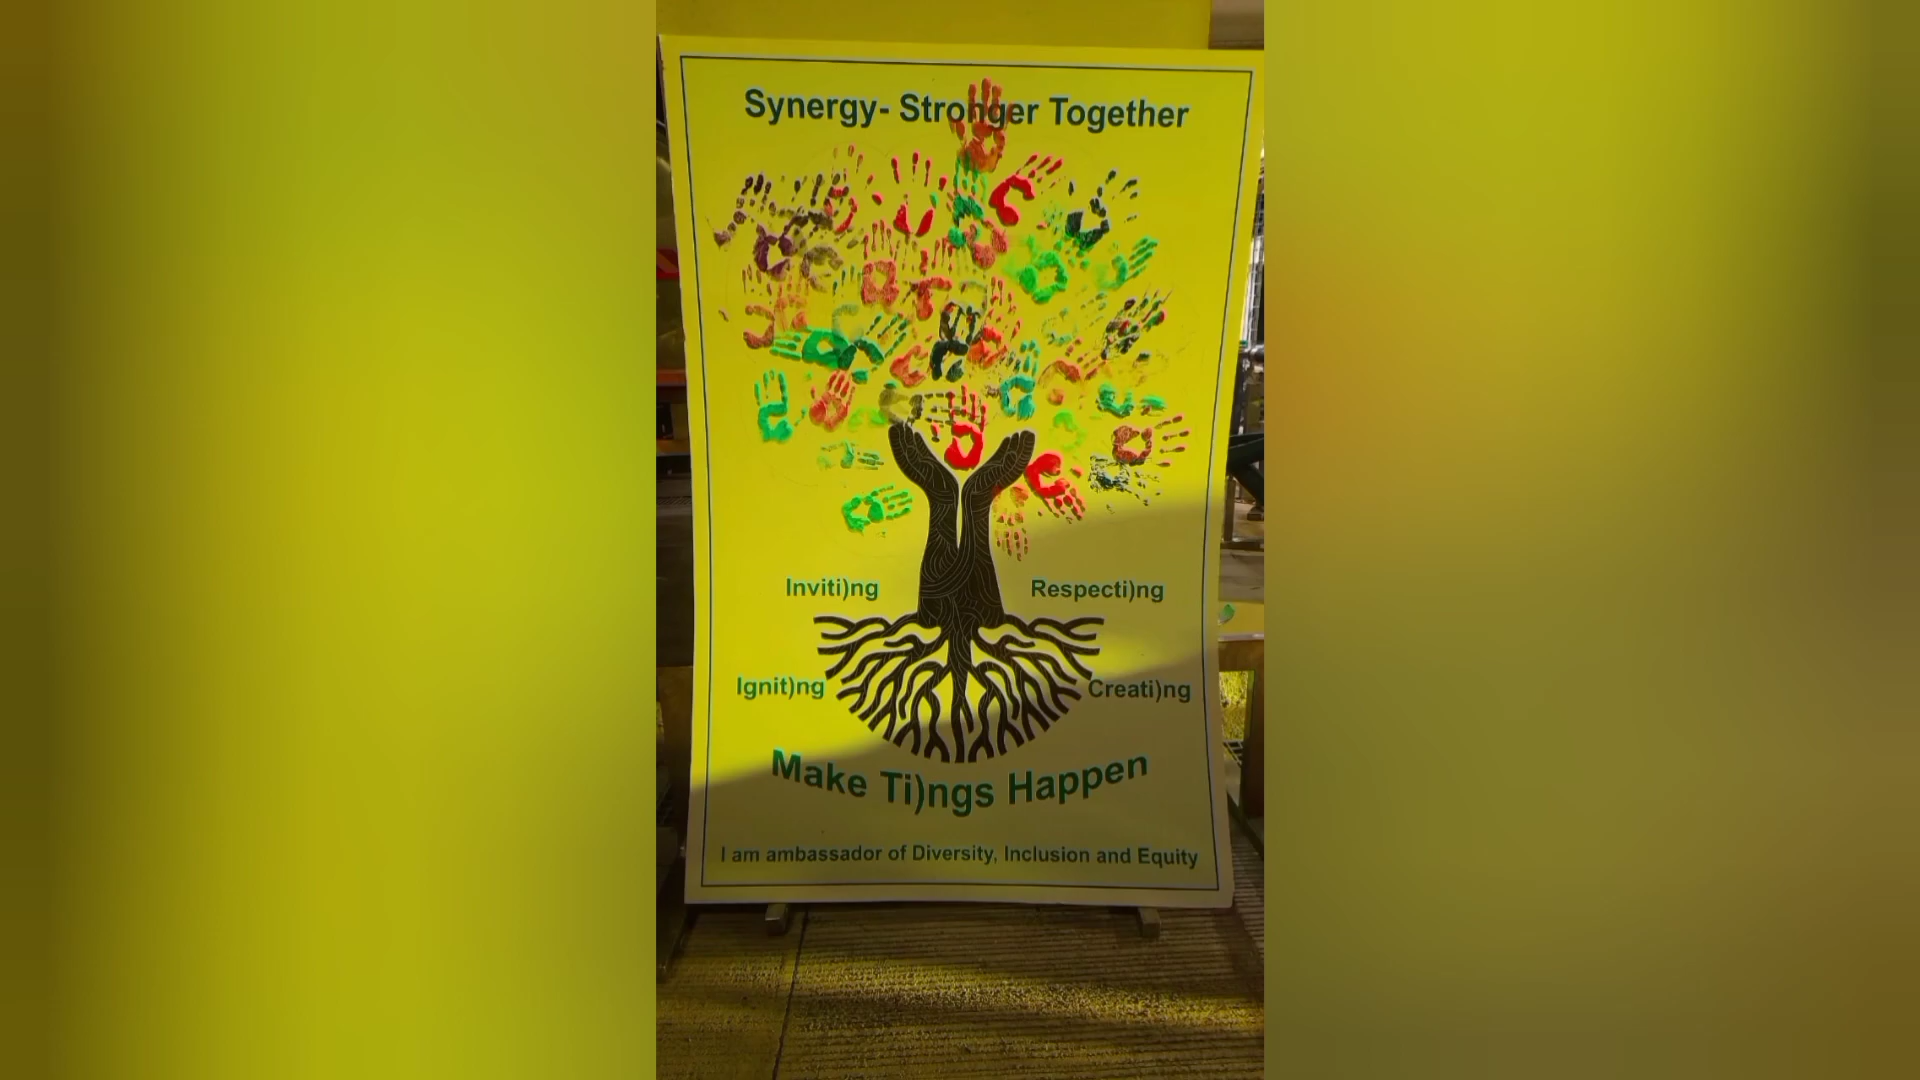 Synergy- Stronger Together
Inviti)ng
Respecti)ng
Ignit)ng
Creati)ng
Make Ti)ngs Happen
I am ambassador of Diversity, Inclusion and Equity